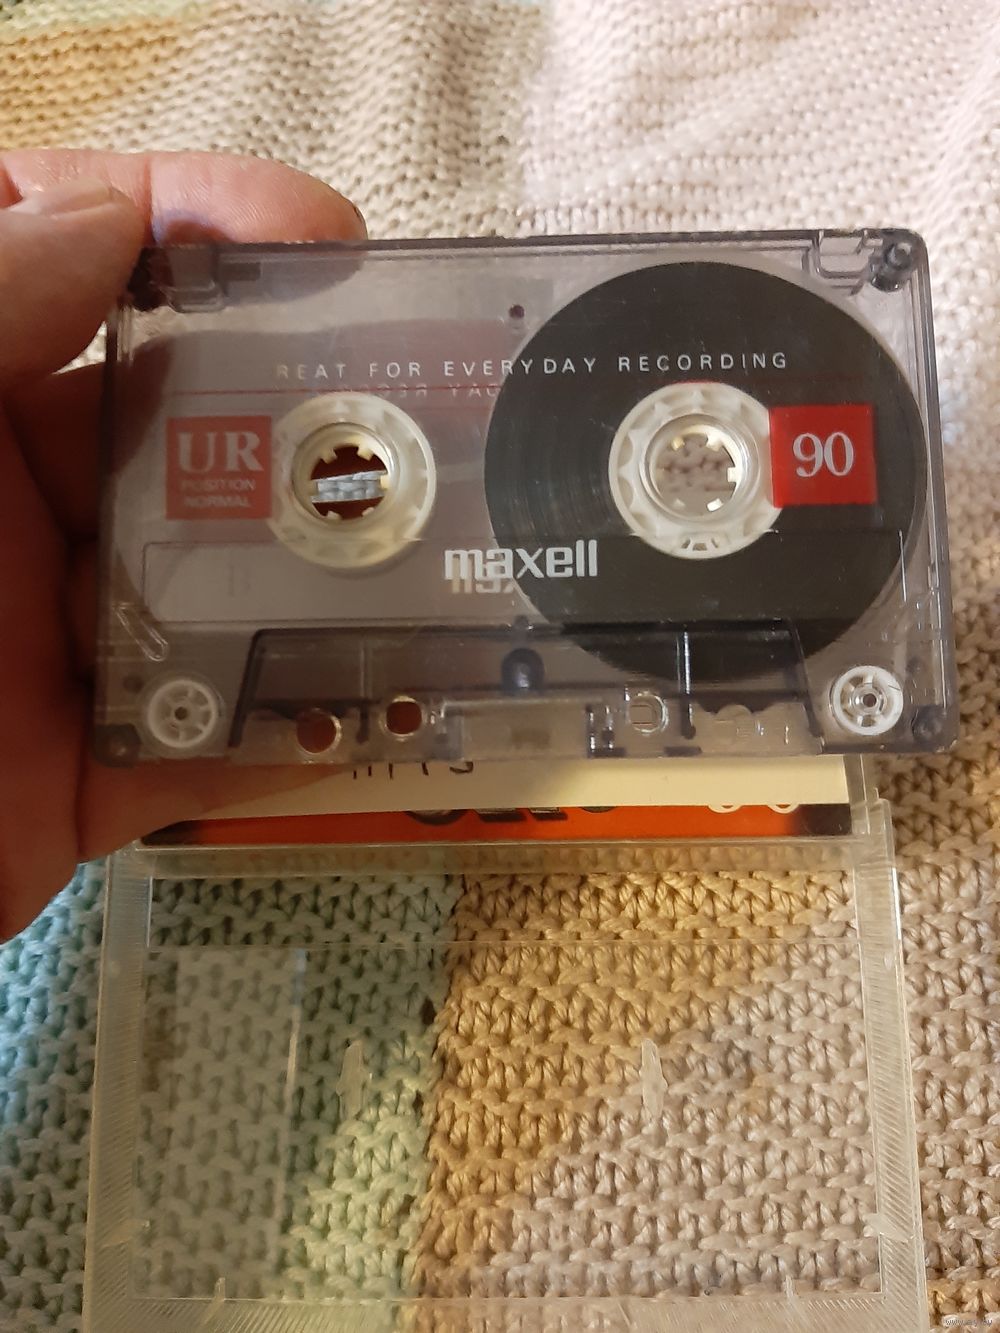 REAT FOR EVERYDAY RECORDING
UR
POSITION
NORMAL
90
maxell
B